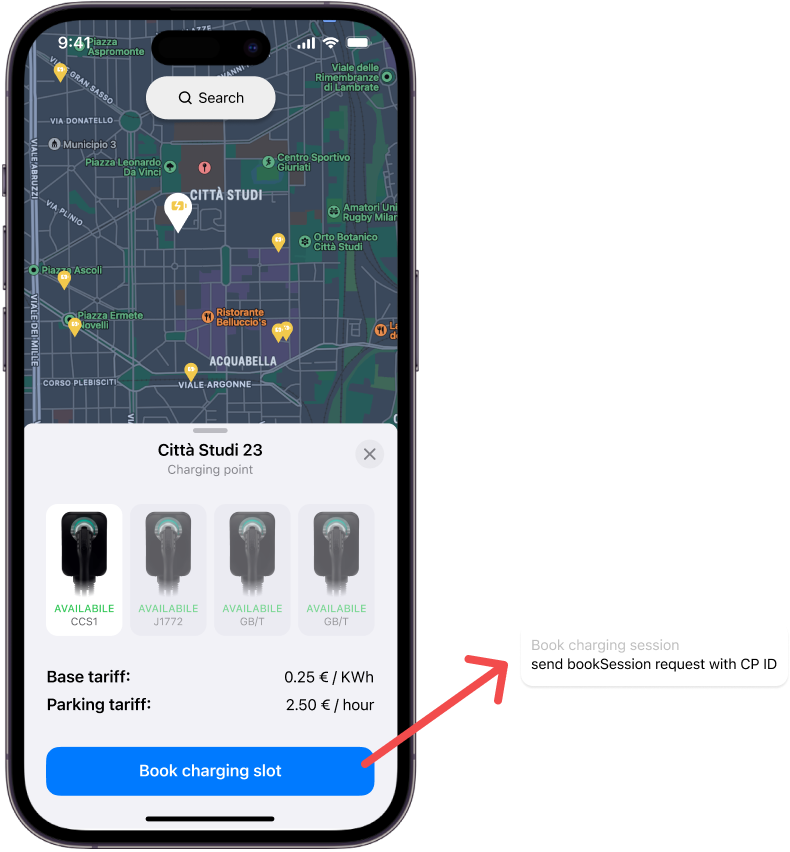 9:41
Piazza
Aspromonte
Viale delle
Rimembranze
di Lambrate
VIA GRAN SASSO
Search
VIA DONATELLO
Municipio 3
VIALE ABRUZZI
Piazza Leonardo
Da Vinci
Centro Sportivo
Giuriati
CITTÀ STUDI
VIA PLINIO
Amatori Uni
Rugby Milan
Orto Botanico
Città Studi
Piazza Ascoli
VIALE DEI MILLE
Piazza Ermete
Novelli
Ristorante
Belluccio's
ACQUABELLA
CORSO PLEBISCITI
VIALE ARGONNE
Città Studi 23
Charging point
AVAILABILE
CCS1
AVAILABILE
J1772
AVAILABILE
GB/T
AVAILABILE
GB/T
Base tariff: 0.25 € / KWh
Parking tariff: 2.50 € / hour
Book charging slot
Book charging session
send bookSession request with CP ID